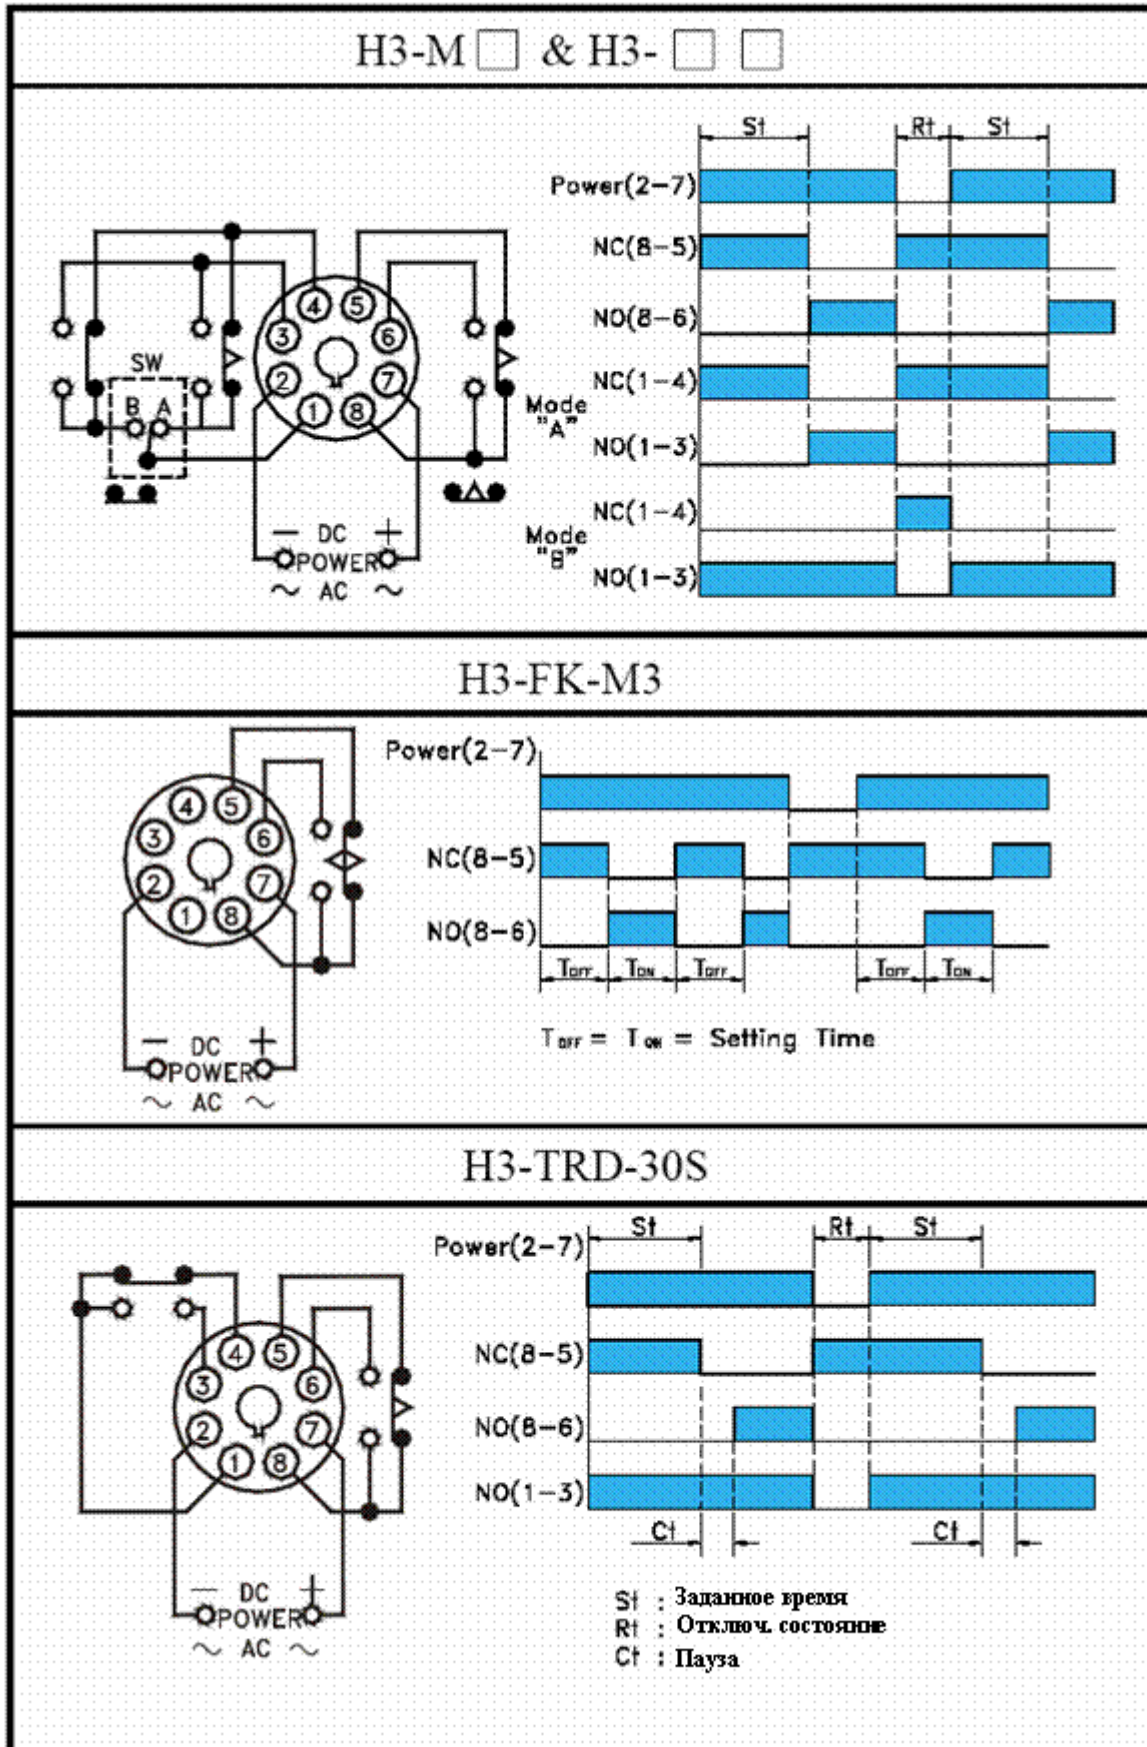 H3-M □ & H3- □ □
St Rt St
Power(2-7)
NC(8-5)
NO(8-6)
NC(1-4)
Mode "A"
NO(1-3)
NC(1-4)
Mode "B"
NO(1-3)
4 5
3 6
2 7
1 8
SW
B A
− DC +
POWER
~ AC ~
H3-FK-M3
Power(2-7)
NC(8-5)
NO(8-6)
TOFF TON TOFF TOFF TON
TOFF = TON = Setting Time
4 5
3 6
2 7
1 8
− DC +
POWER
~ AC ~
H3-TRD-30S
St Rt St
Power(2-7)
NC(8-5)
NO(8-6)
NO(1-3)
Ct Ct
4 5
3 6
2 7
1 8
− DC +
POWER
~ AC ~
St : Заданное время
Rt : Отключ. состояние
Ct : Пауза